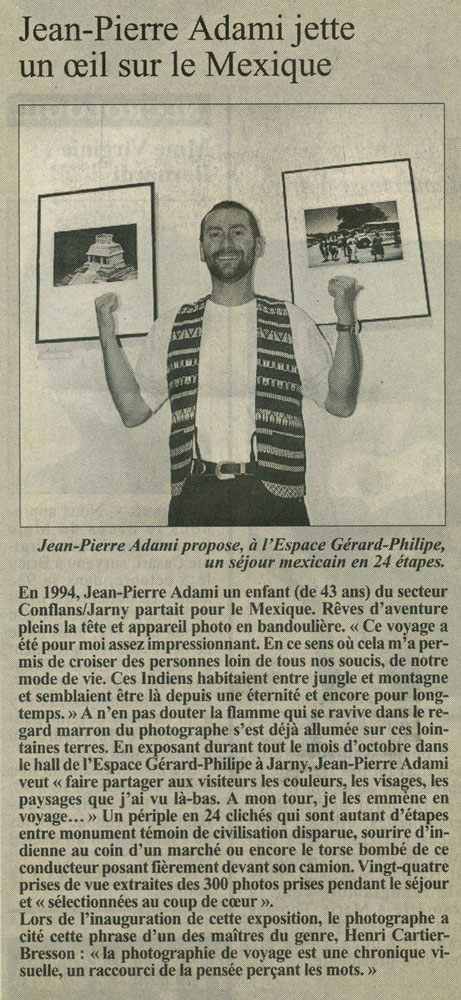 Jean-Pierre Adami jette
un œil sur le Mexique
Jean-Pierre Adami propose, à l'Espace Gérard-Philipe,
un séjour mexicain en 24 étapes.
En 1994, Jean-Pierre Adami un enfant (de 43 ans) du secteur
Conflans/Jarny partait pour le Mexique. Rêves d'aventure
pleins la tête et appareil photo en bandoulière. « Ce voyage a
été pour moi assez impressionnant. En ce sens où cela m'a per-
mis de croiser des personnes loin de tous nos soucis, de notre
mode de vie. Ces Indiens habitaient entre jungle et montagne
et semblaient être là depuis une éternité et encore pour long-
temps. » A n'en pas douter la flamme qui se ravive dans le re-
gard marron du photographe s'est déjà allumée sur ces loin-
taines terres. En exposant durant tout le mois d'octobre dans
le hall de l'Espace Gérard-Philipe à Jarny, Jean-Pierre Adami
veut « faire partager aux visiteurs les couleurs, les visages, les
paysages que j'ai vu là-bas. A mon tour, je les emmène en
voyage… » Un périple en 24 clichés qui sont autant d'étapes
entre monument témoin de civilisation disparue, sourire d'in-
dienne au coin d'un marché ou encore le torse bombé de ce
conducteur posant fièrement devant son camion. Vingt-quatre
prises de vue extraites des 300 photos prises pendant le séjour
et « sélectionnées au coup de cœur ».
Lors de l'inauguration de cette exposition, le photographe a
cité cette phrase d'un des maîtres du genre, Henri Cartier-
Bresson : « la photographie de voyage est une chronique vi-
suelle, un raccourci de la pensée perçant les mots. »